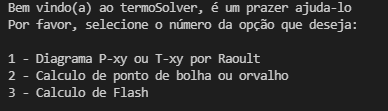 Bem vindo(a) ao termoSolver, é um prazer ajuda-lo
Por favor, selecione o número da opção que deseja:
1 - Diagrama P-xy ou T-xy por Raoult
2 - Calculo de ponto de bolha ou orvalho
3 - Calculo de Flash